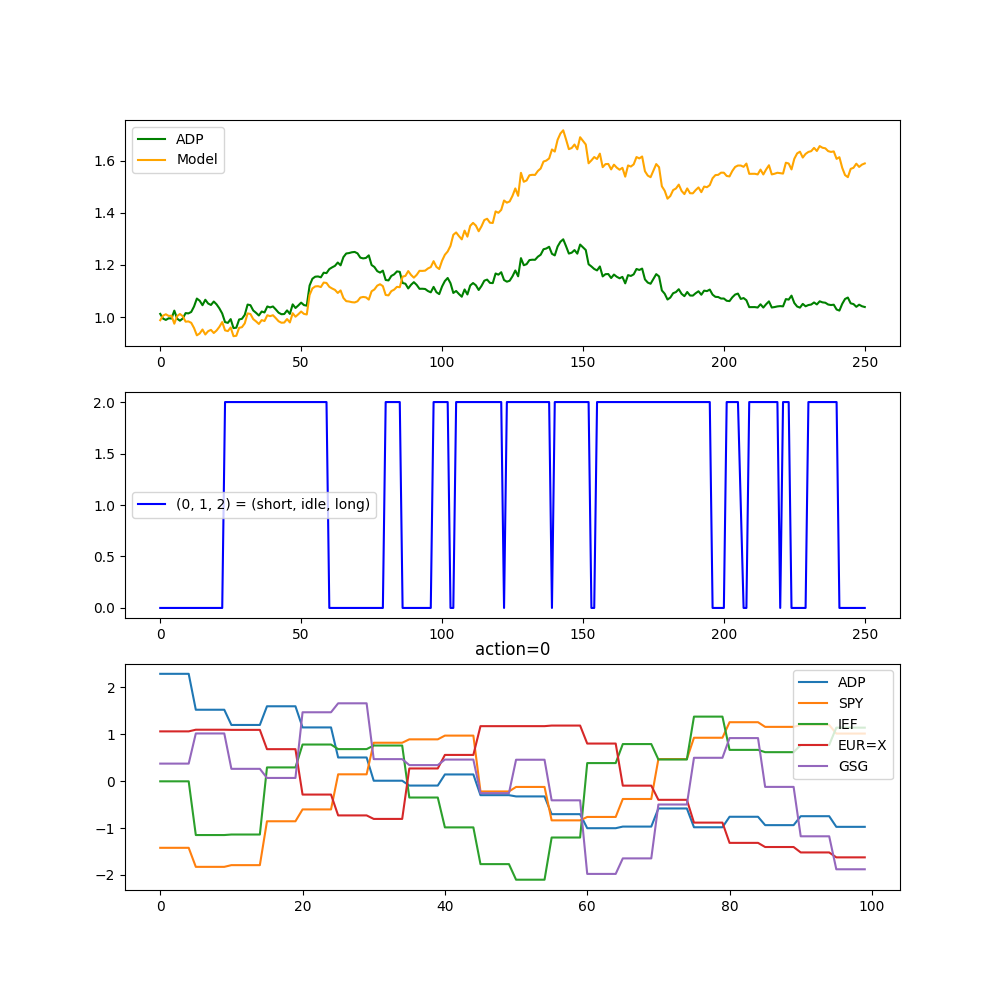 ADP
Model
1.6
1.4
1.2
1.0
0 50 100 150 200 250
2.0
1.5
1.0
0.5
0.0
(0, 1, 2) = (short, idle, long)
0 50 100 150 200 250
action=0
2
1
0
−1
−2
ADP
SPY
IEF
EUR=X
GSG
0 20 40 60 80 100